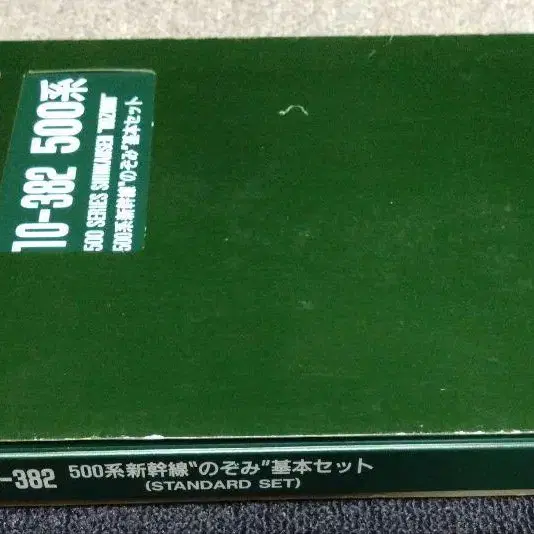 10-382 500系
500 SERIES SHINKANSEN "NOZOMI"
500系新幹線"のぞみ"基本セット
-382 500系新幹線"のぞみ"基本セット
(STANDARD SET)